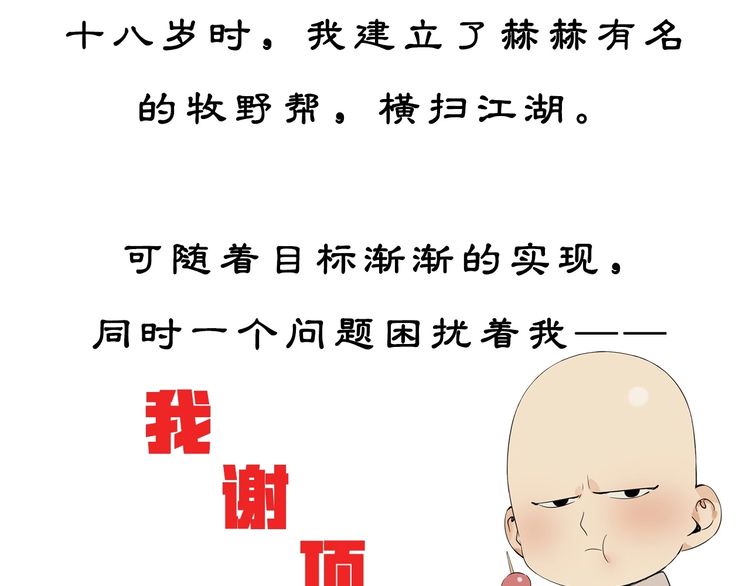 十八岁时，我建立了赫赫有名
的牧野帮，横扫江湖。
可随着目标渐渐的实现，
同时一个问题困扰着我——
我
谢
项